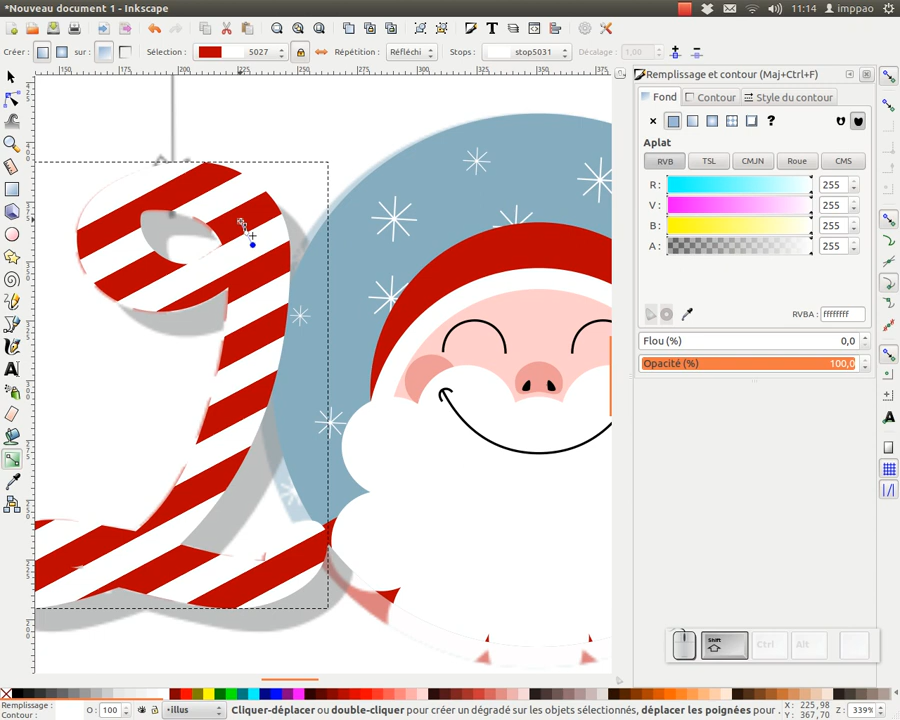 *Nouveau document 1 - Inkscape
11:14 imppao
Créer : sur : Sélection : 5027 Répétition : Réfléchi Stops : stop5031 Décalage : 1,00
150 175 200 225 250 275 300 325 350 375
Remplissage et contour (Maj+Ctrl+F)
Fond Contour Style du contour
?
Aplat
RVB TSL CMJN Roue CMS
R : 255
V : 255
B : 255
A : 255
RVBA : ffffffff
Flou (%) 0,0
Opacité (%) 100,0
Shift Ctrl Alt
Remplissage :
Contour :
O : 100
•illus
Cliquer-déplacer ou double-cliquer pour créer un dégradé sur les objets sélectionnés, déplacer les poignées pour .
X : 225,98
Y : 367,70
Z : 339%